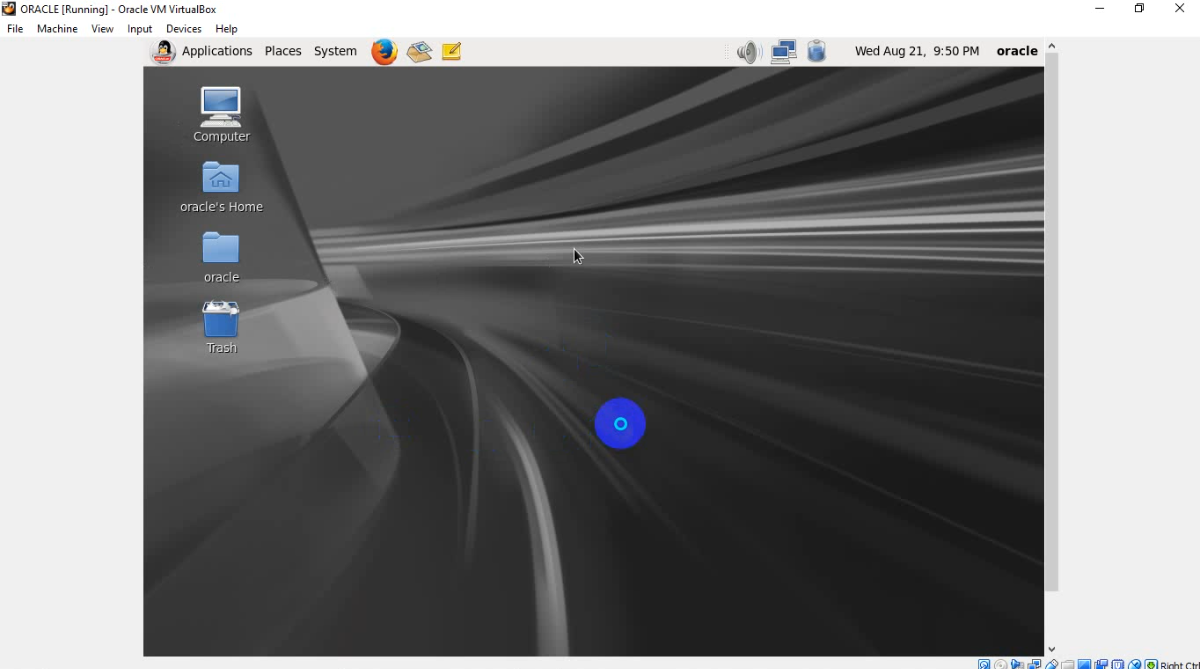 ORACLE [Running] - Oracle VM VirtualBox
File Machine View Input Devices Help
Applications Places System Wed Aug 21, 9:50 PM oracle
Computer
oracle's Home
oracle
Trash
Right Ctrl